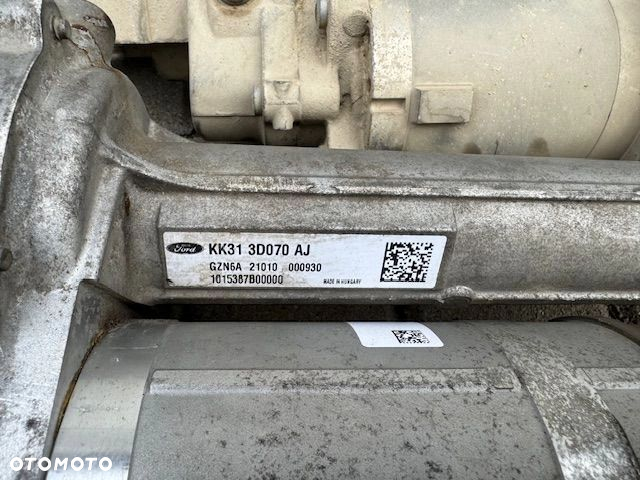 Ford KK31 3D070 AJ
GZN6A 21010 000930
1015387B00000 MADE IN HUNGARY
OTOMOTO